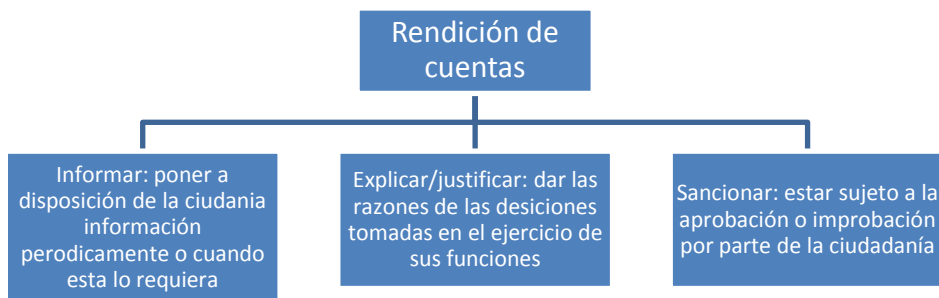 Rendición de
cuentas
Informar: poner a
disposición de la ciudania
información
perodicamente o cuando
esta lo requiera
Explicar/justificar: dar las
razones de las desiciones
tomadas en el ejercicio de
sus funciones
Sancionar: estar sujeto a la
aprobación o improbación
por parte de la ciudadanía